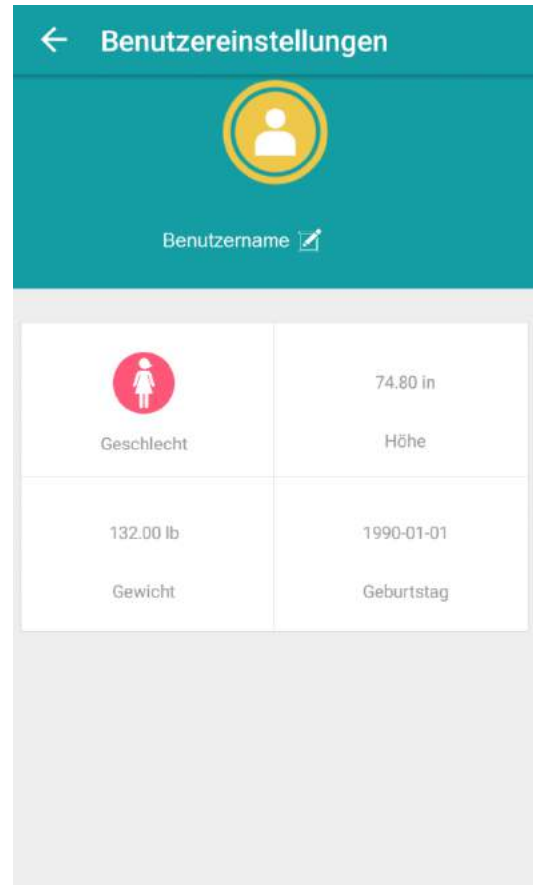 Benutzereinstellungen
Benutzername
Geschlecht
74.80 in
Höhe
132.00 lb
Gewicht
1990-01-01
Geburtstag